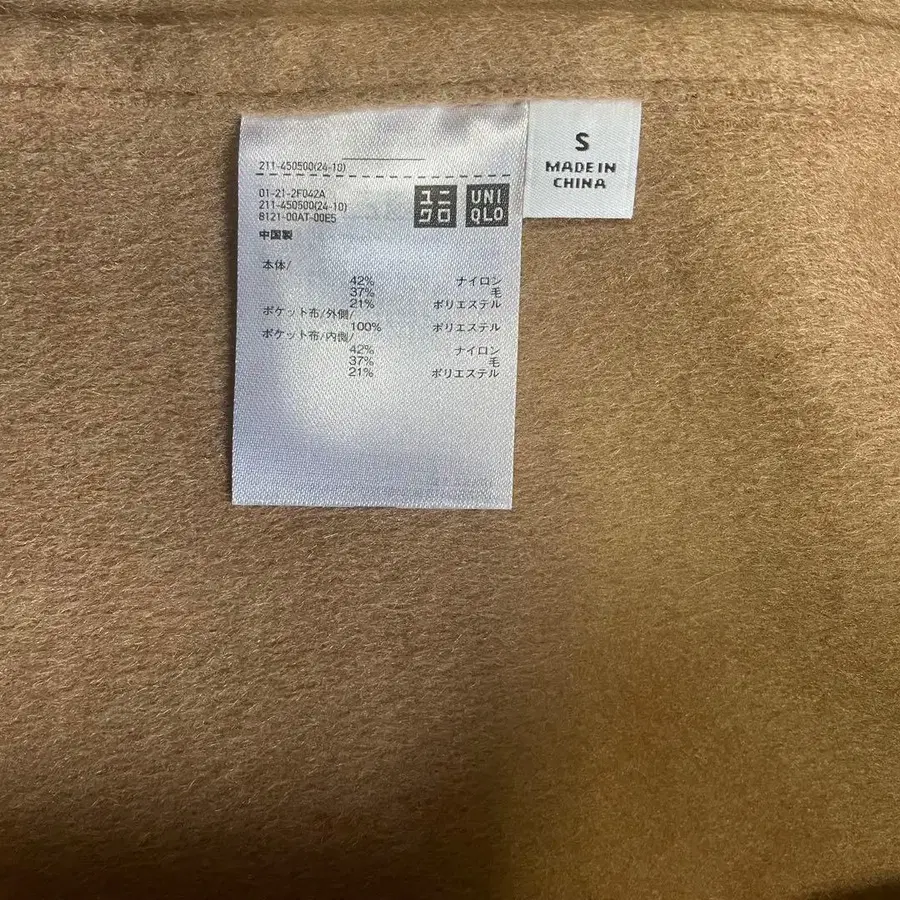 211-450500(24-10)
01-21-2F042A
211-450500(24-10)
8121-00AT-00E5
中国製
ユニ
クロ
UNI
QLO
本体/
42% ナイロン
37% 毛
21% ポリエステル
ポケット布/外側/
100% ポリエステル
ポケット布/内側/
42% ナイロン
37% 毛
21% ポリエステル
S
MADE IN
CHINA